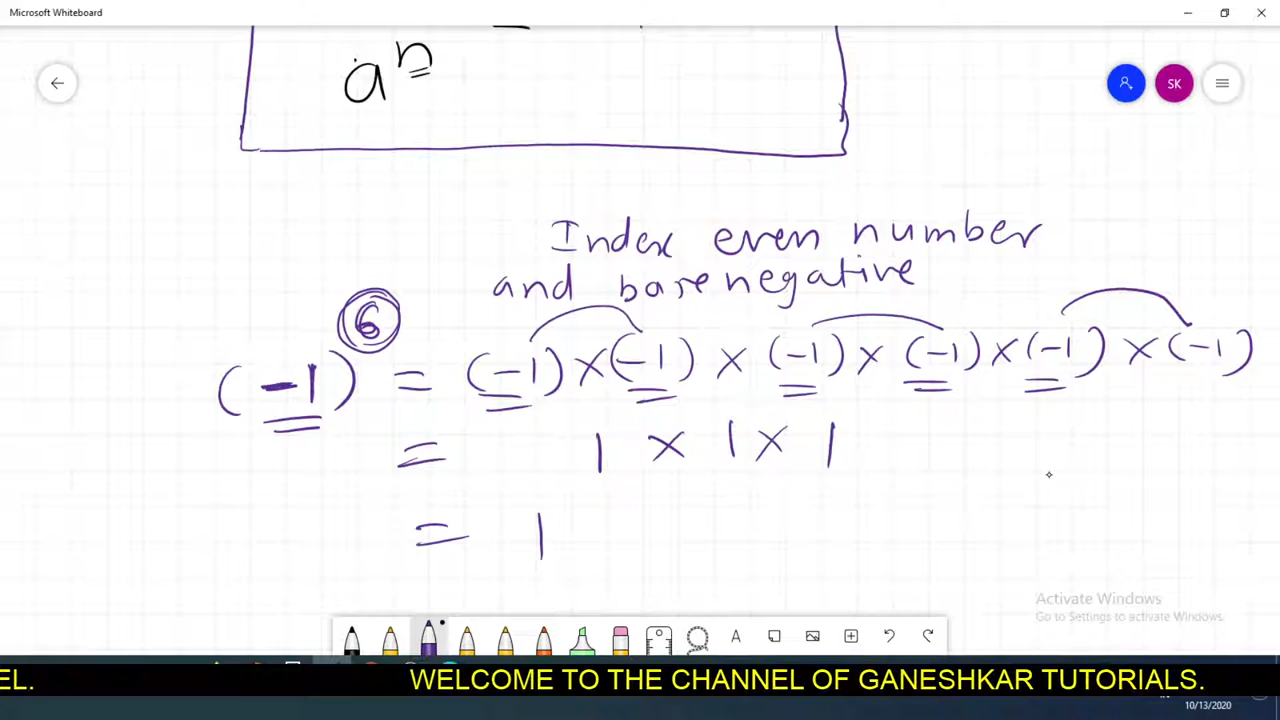 Microsoft Whiteboard
aⁿ
SK
Index even number
and base negative
(-1)⁶ = (-1)×(-1) × (-1) × (-1) × (-1) × (-1)
= 1 × 1 × 1
= 1
Activate Windows
Go to Settings to activate Windows.
A
EL. WELCOME TO THE CHANNEL OF GANESHKAR TUTORIALS.
10/13/2020